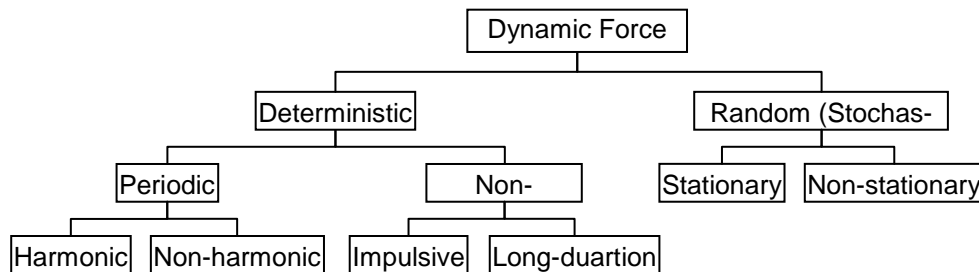 Dynamic Force
Deterministic
Random (Stochas-
Periodic
Non-
Stationary
Non-stationary
Harmonic
Non-harmonic
Impulsive
Long-duartion